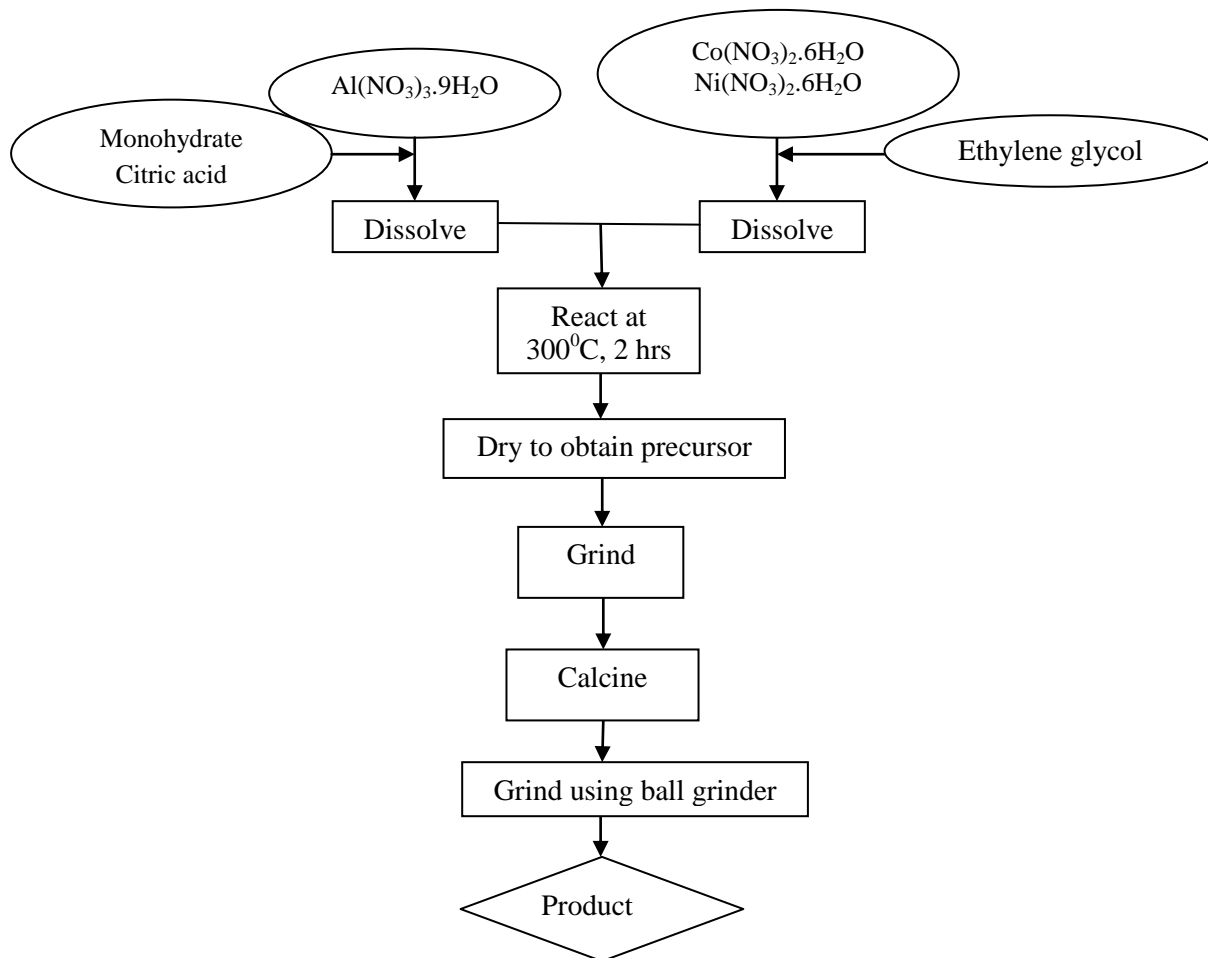 Co(NO₃)₂.6H₂O
Ni(NO₃)₂.6H₂O
Al(NO₃)₃.9H₂O
Monohydrate
Citric acid
Ethylene glycol
Dissolve
Dissolve
React at
300⁰C, 2 hrs
Dry to obtain precursor
Grind
Calcine
Grind using ball grinder
Product